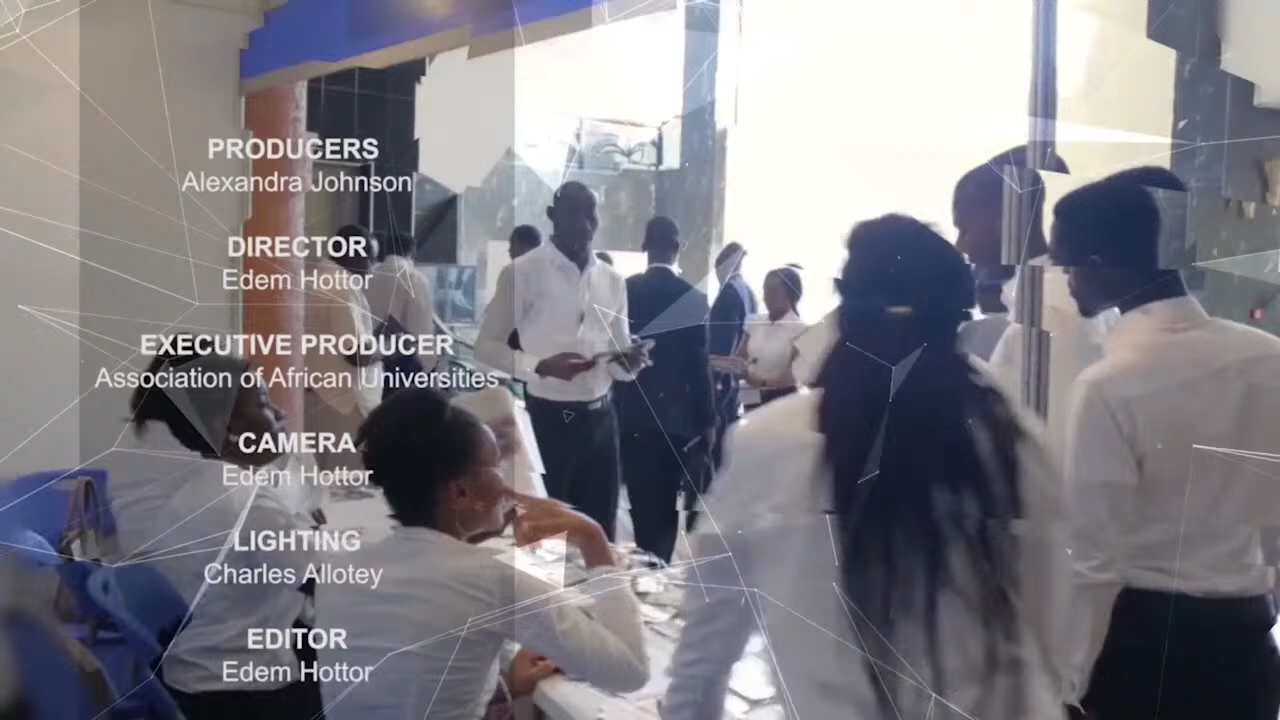 PRODUCERS
Alexandra Johnson
DIRECTOR
Edem Hottor
EXECUTIVE PRODUCER
Association of African Universities
CAMERA
Edem Hottor
LIGHTING
Charles Allotey
EDITOR
Edem Hottor